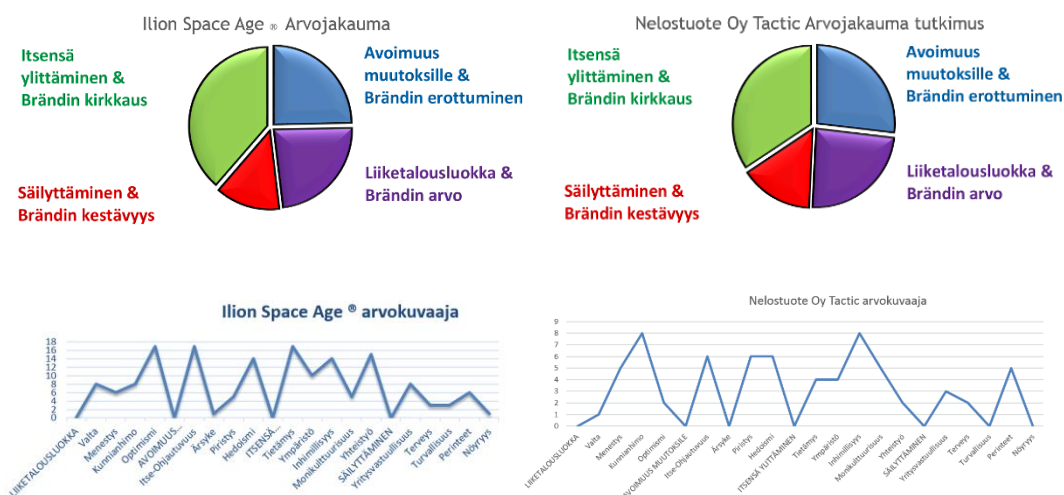 Ilion Space Age ® Arvojakauma
Itsensä
ylittäminen &
Brändin kirkkaus
Avoimuus
muutoksille &
Brändin erottuminen
Säilyttäminen &
Brändin kestävyys
Liiketalousluokka &
Brändin arvo
Nelostuote Oy Tactic Arvojakauma tutkimus
Itsensä
ylittäminen &
Brändin kirkkaus
Avoimuus
muutoksille &
Brändin erottuminen
Säilyttäminen &
Brändin kestävyys
Liiketalousluokka &
Brändin arvo
Ilion Space Age ® arvokuvaaja
18
16
14
12
10
8
6
4
2
0
LIIKETALOUSLUOKKA
Valta
Menestys
Kunnianhimo
Optimismi
AVOIMUUS...
Itse-Ohjautuvuus
Ärsyke
Piristys
Hedolomi
ITSENSÄ...
Tietämys
Ympäristö
Inhimillisyys
Monikulttuurisuus
Yhteistyö
SÄILYTTÄMINEN
Yritysvastuullisuus
Terveys
Turvallisuus
Perinteet
Nöyryys
Nelostuote Oy Tactic arvokuvaaja
9
8
7
6
5
4
3
2
1
0
LIIKETALOUSLUOKKA
Valta
Menestys
Kunnianhimo
Optimismi
AVOIMUUS MUUTOKSILE
Itse-Ohjautuvuus
Ärsyke
Piristys
Hedolomi
ITSENSÄ YLITTÄMINEN
Tietämys
Ympäristö
Inhimillisyys
Monikulttuurisuus
Yhteistyö
SÄILYTTÄMINEN
Yritysvastuullisuus
Terveys
Turvallisuus
Perinteet
Nöyryys